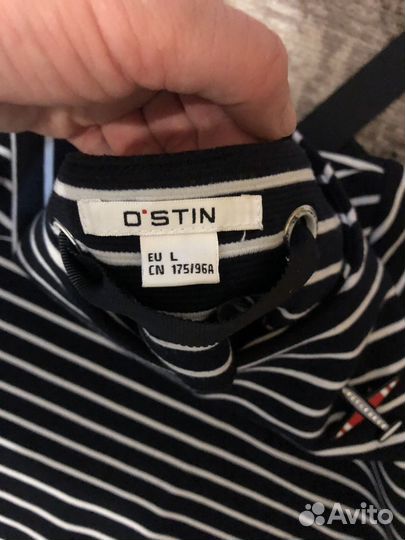 O'STIN
EU L
CN 175/96A
Avito